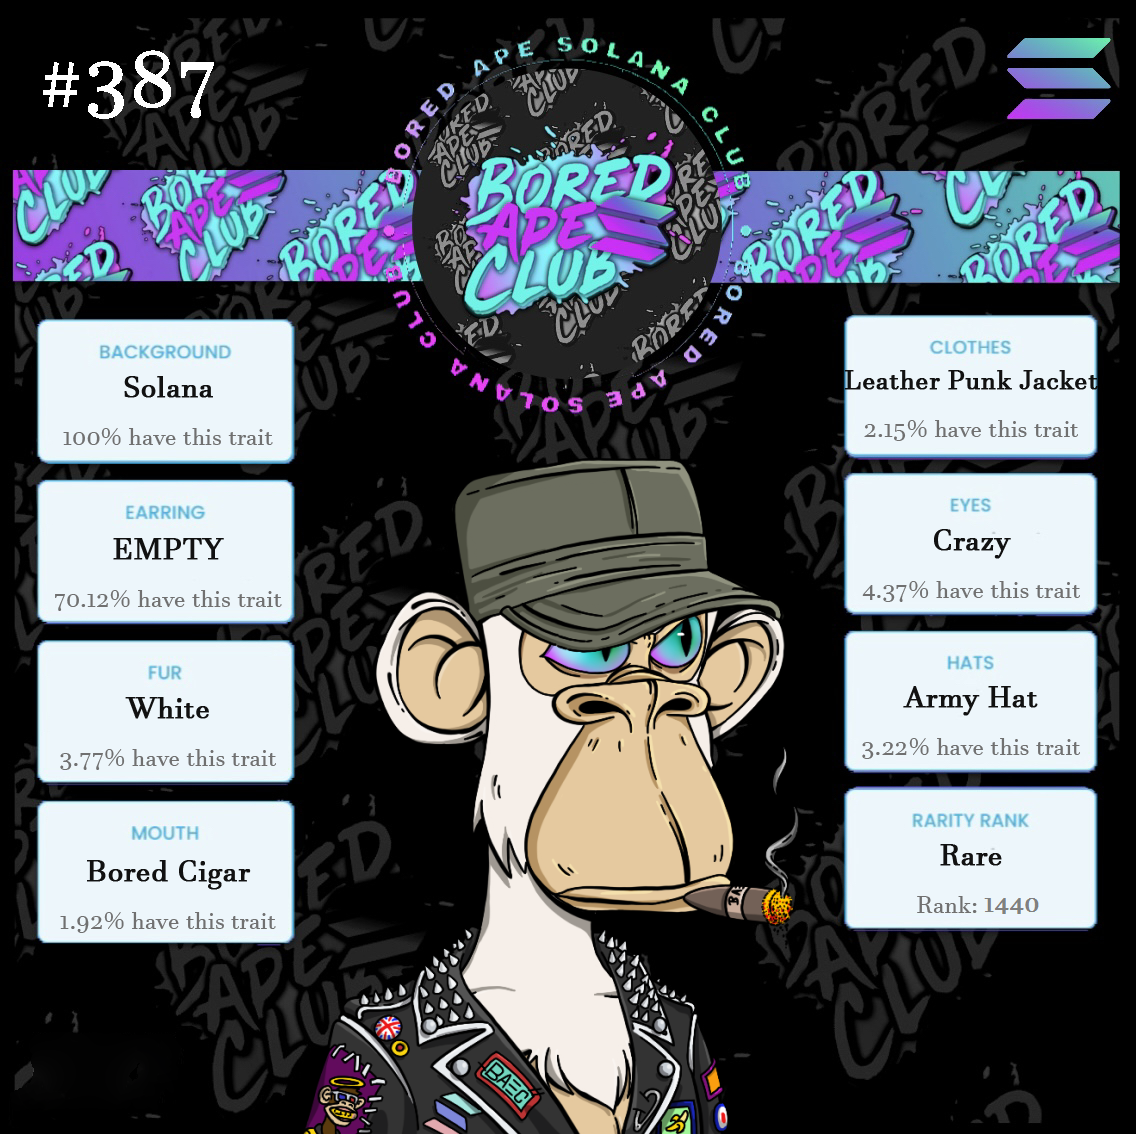 #387
BORED APE SOLANA CLUB
BORED
APE
CLUB
BORED APE SOLANA CLUB
BACKGROUND
Solana
100% have this trait
EARRING
EMPTY
70.12% have this trait
FUR
White
3.77% have this trait
MOUTH
Bored Cigar
1.92% have this trait
CLOTHES
Leather Punk Jacket
2.15% have this trait
EYES
Crazy
4.37% have this trait
HATS
Army Hat
3.22% have this trait
RARITY RANK
Rare
Rank: 1440